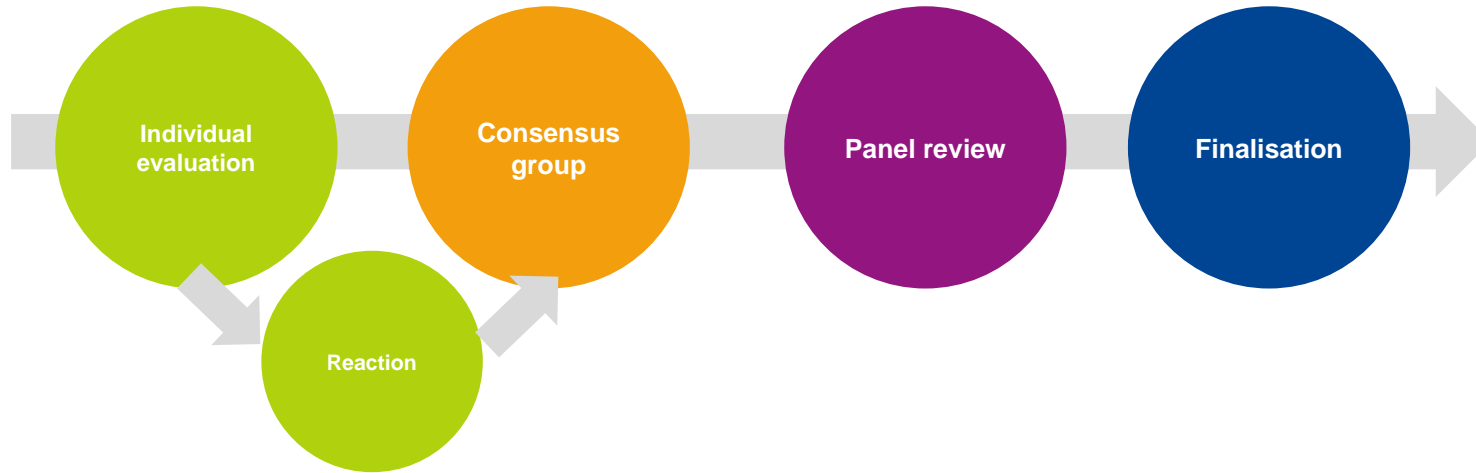 Individual
evaluation
Consensus
group
Panel review
Finalisation
Reaction